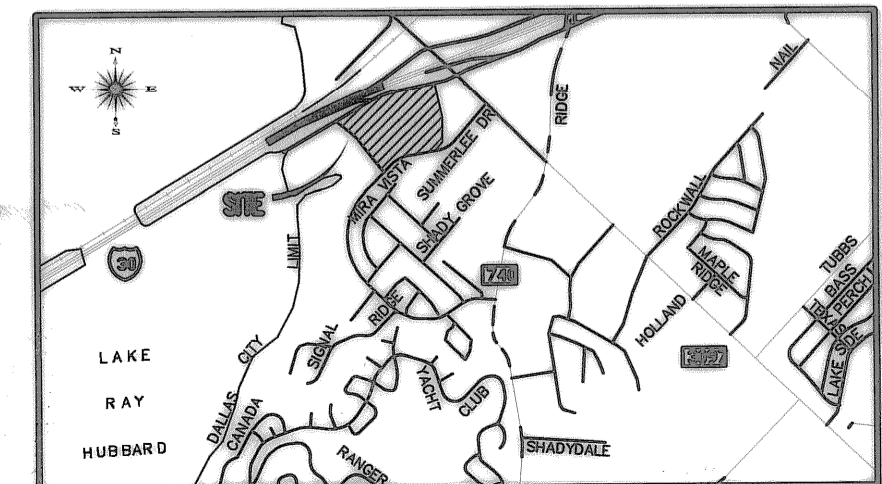 N
W E
S
NAIL
RIDGE
SUMMERLEE DR
MIRA VISTA
SITE
SHADY GROVE
ROCKWALL
LIMIT
30
740
MAPLE
RIDGE
TUBBS
BASS
PERCH
TEXAS
LAKE SIDE
HOLLAND
RIDGE
SIGNAL
CITY
LAKE
RAY
HUBBARD
DALLAS
CANADA
YACHT
CLUB
RANGER
SHADYDALE